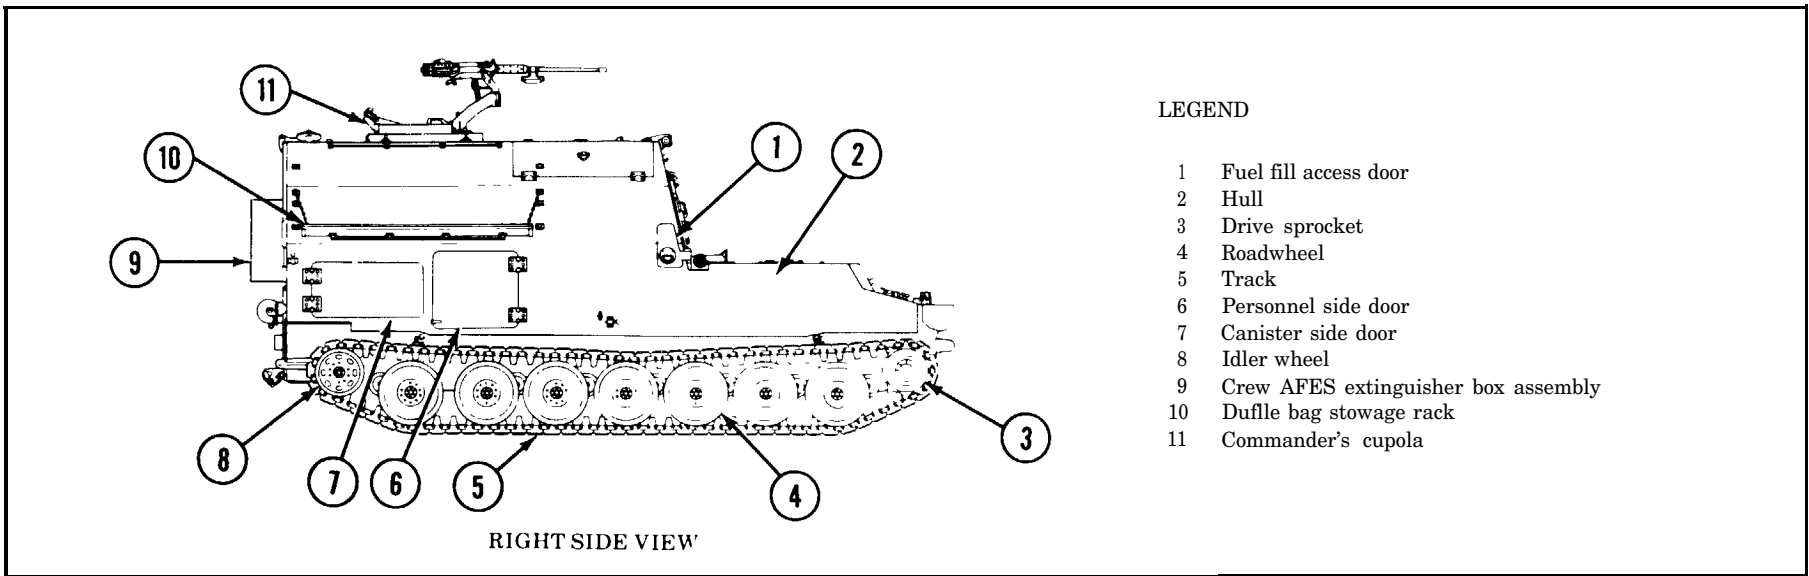 11
10
9
1
2
8
7
6
5
4
3
RIGHT SIDE VIEW
LEGEND
1 Fuel fill access door
2 Hull
3 Drive sprocket
4 Roadwheel
5 Track
6 Personnel side door
7 Canister side door
8 Idler wheel
9 Crew AFES extinguisher box assembly
10 Duflle bag stowage rack
11 Commander's cupola